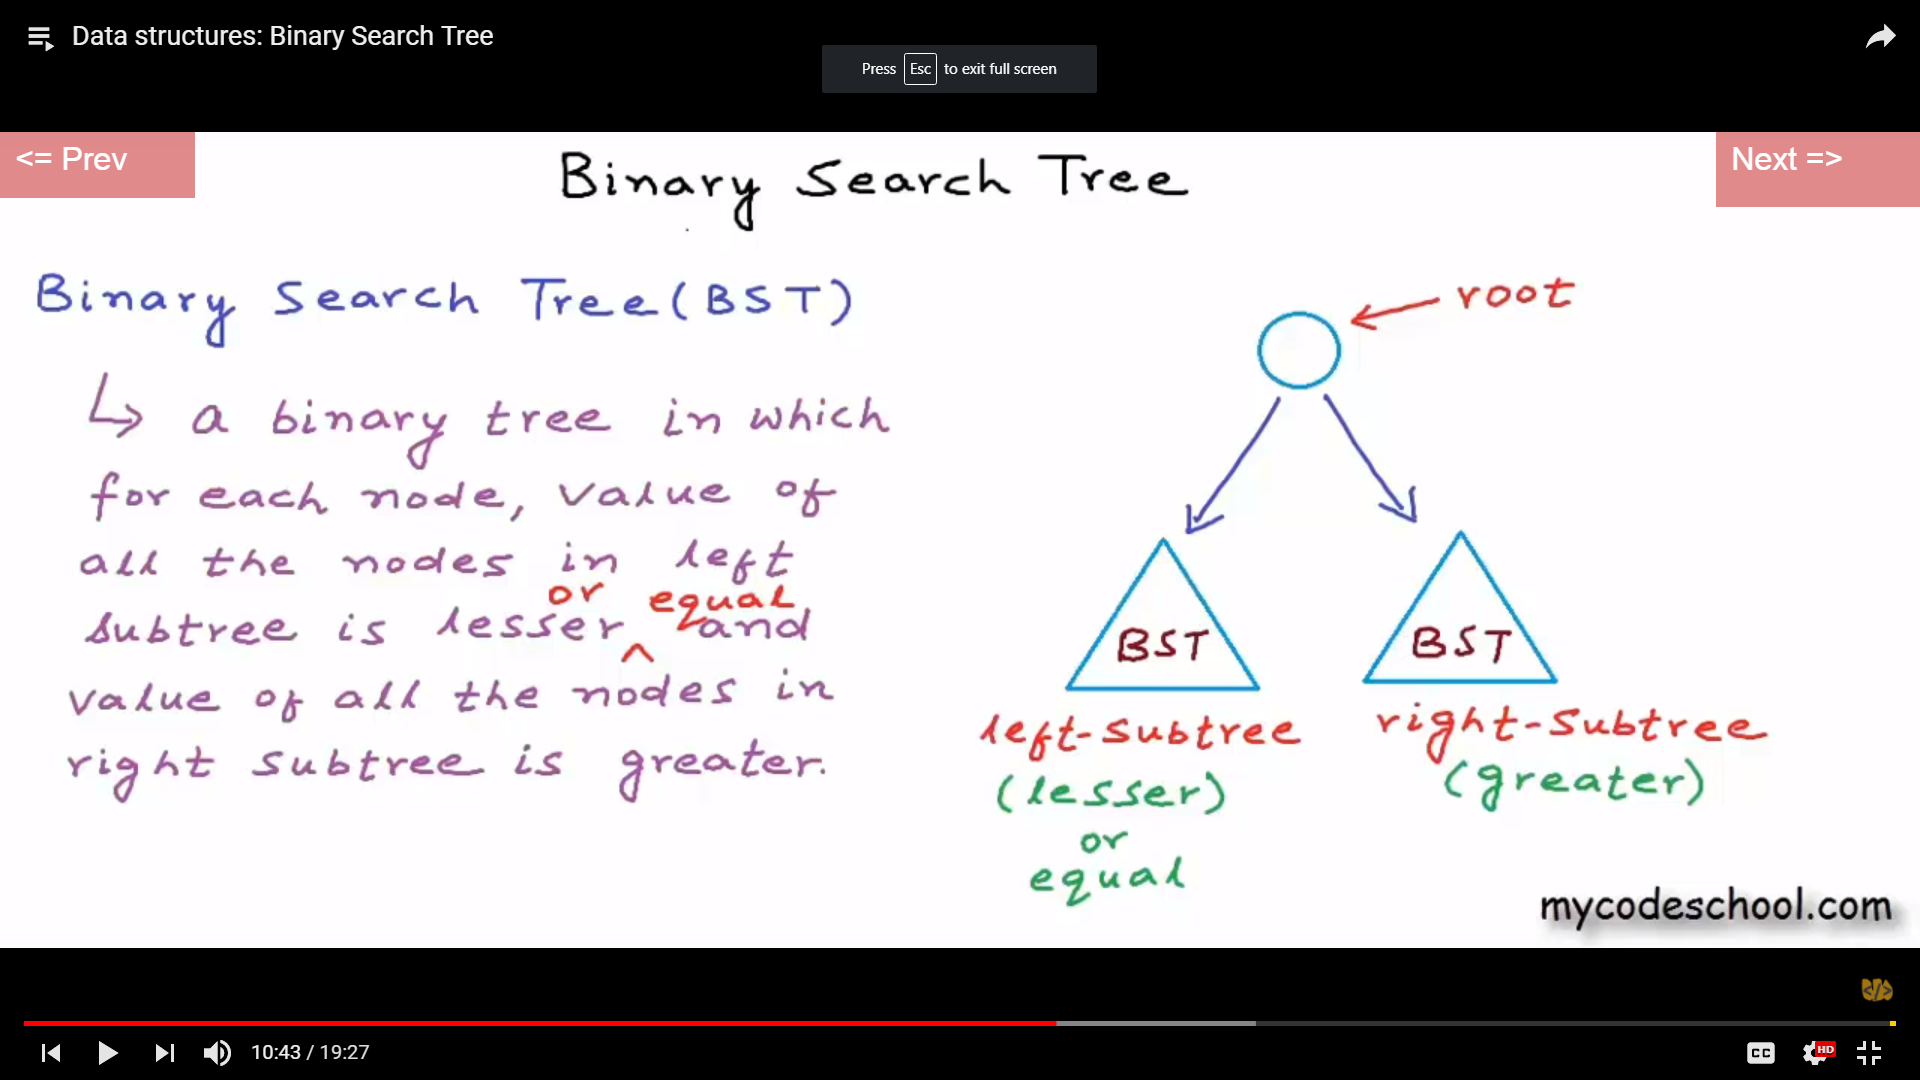 Data structures: Binary Search Tree
Press Esc to exit full screen
<= Prev
Next =>
Binary Search Tree
Binary Search Tree (BST)
a binary tree in which
for each node, value of
all the nodes in left
or equal
subtree is lesser ^ and
value of all the nodes in
right subtree is greater.
root
BST
BST
left-subtree
(lesser)
or
equal
right-subtree
(greater)
mycodeschool.com
</>
10:43 / 19:27
CC
HD